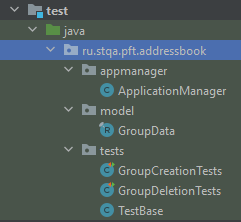 test
java
ru.stqa.pft.addressbook
appmanager
ApplicationManager
model
GroupData
tests
GroupCreationTests
GroupDeletionTests
TestBase